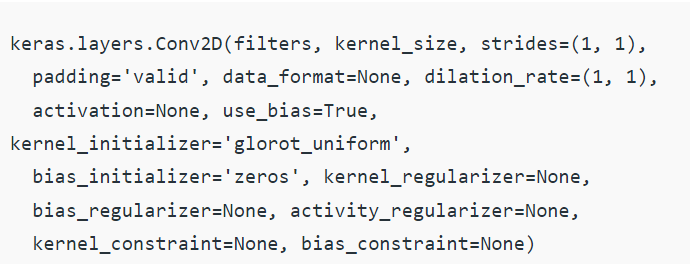 keras.layers.Conv2D(filters, kernel_size, strides=(1, 1),
padding='valid', data_format=None, dilation_rate=(1, 1),
activation=None, use_bias=True,
kernel_initializer='glorot_uniform',
bias_initializer='zeros', kernel_regularizer=None,
bias_regularizer=None, activity_regularizer=None,
kernel_constraint=None, bias_constraint=None)